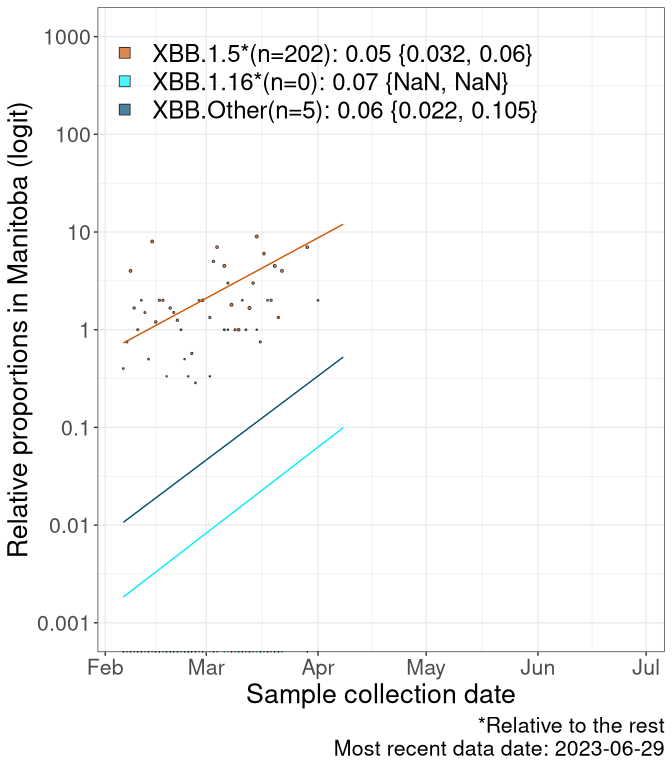 Relative proportions in Manitoba (logit)
1000
100
10
1
0.1
0.01
0.001
XBB.1.5*(n=202): 0.05 {0.032, 0.06}
XBB.1.16*(n=0): 0.07 {NaN, NaN}
XBB.Other(n=5): 0.06 {0.022, 0.105}
Feb Mar Apr May Jun Jul
Sample collection date
*Relative to the rest
Most recent data date: 2023-06-29